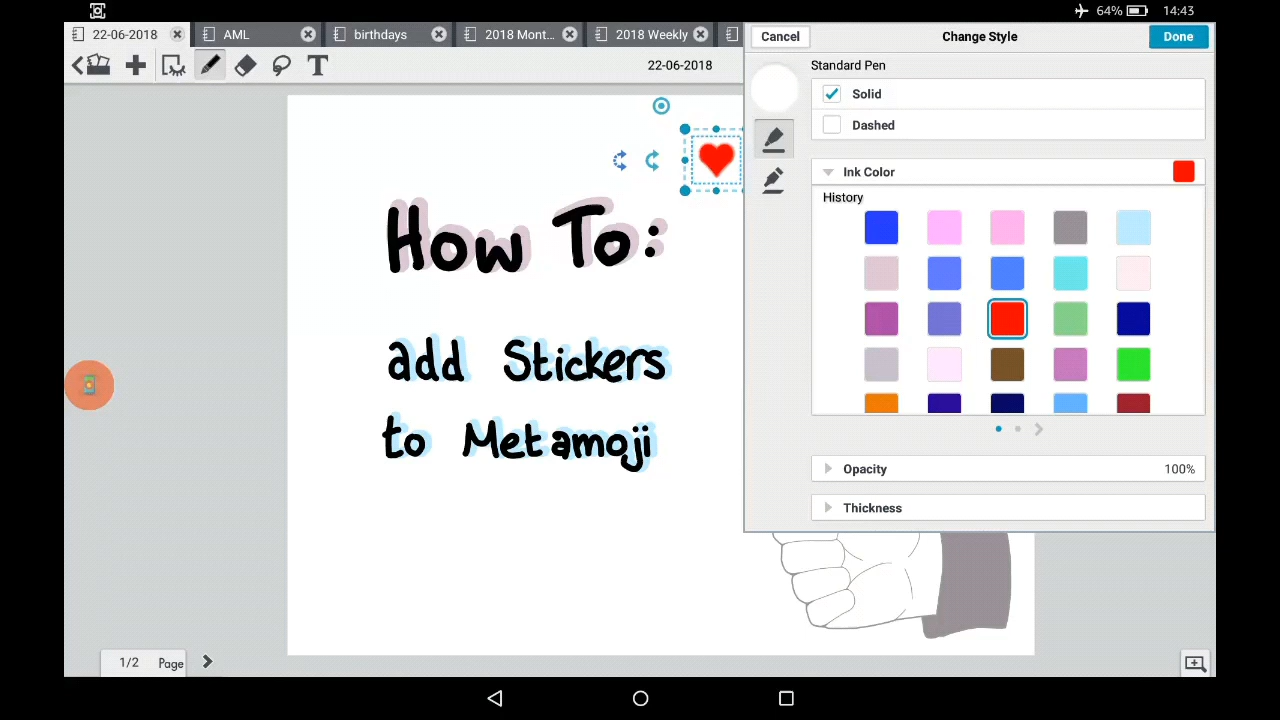 64% 14:43
22-06-2018 AML birthdays 2018 Mont... 2018 Weekly
Cancel Change Style Done
T 22-06-2018
Standard Pen
Solid
Dashed
Ink Color
History
How To:
add Stickers
to Metamoji
Opacity 100%
Thickness
1/2 Page